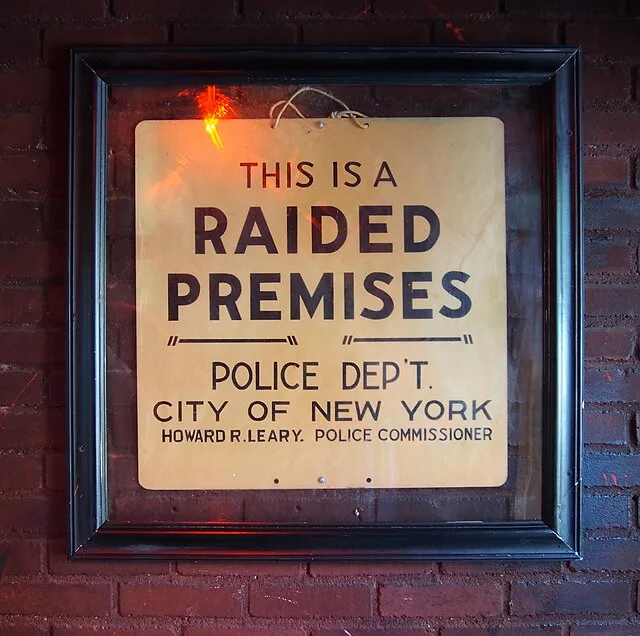 THIS IS A
RAIDED
PREMISES
POLICE DEP'T.
CITY OF NEW YORK
HOWARD R. LEARY. POLICE COMMISSIONER